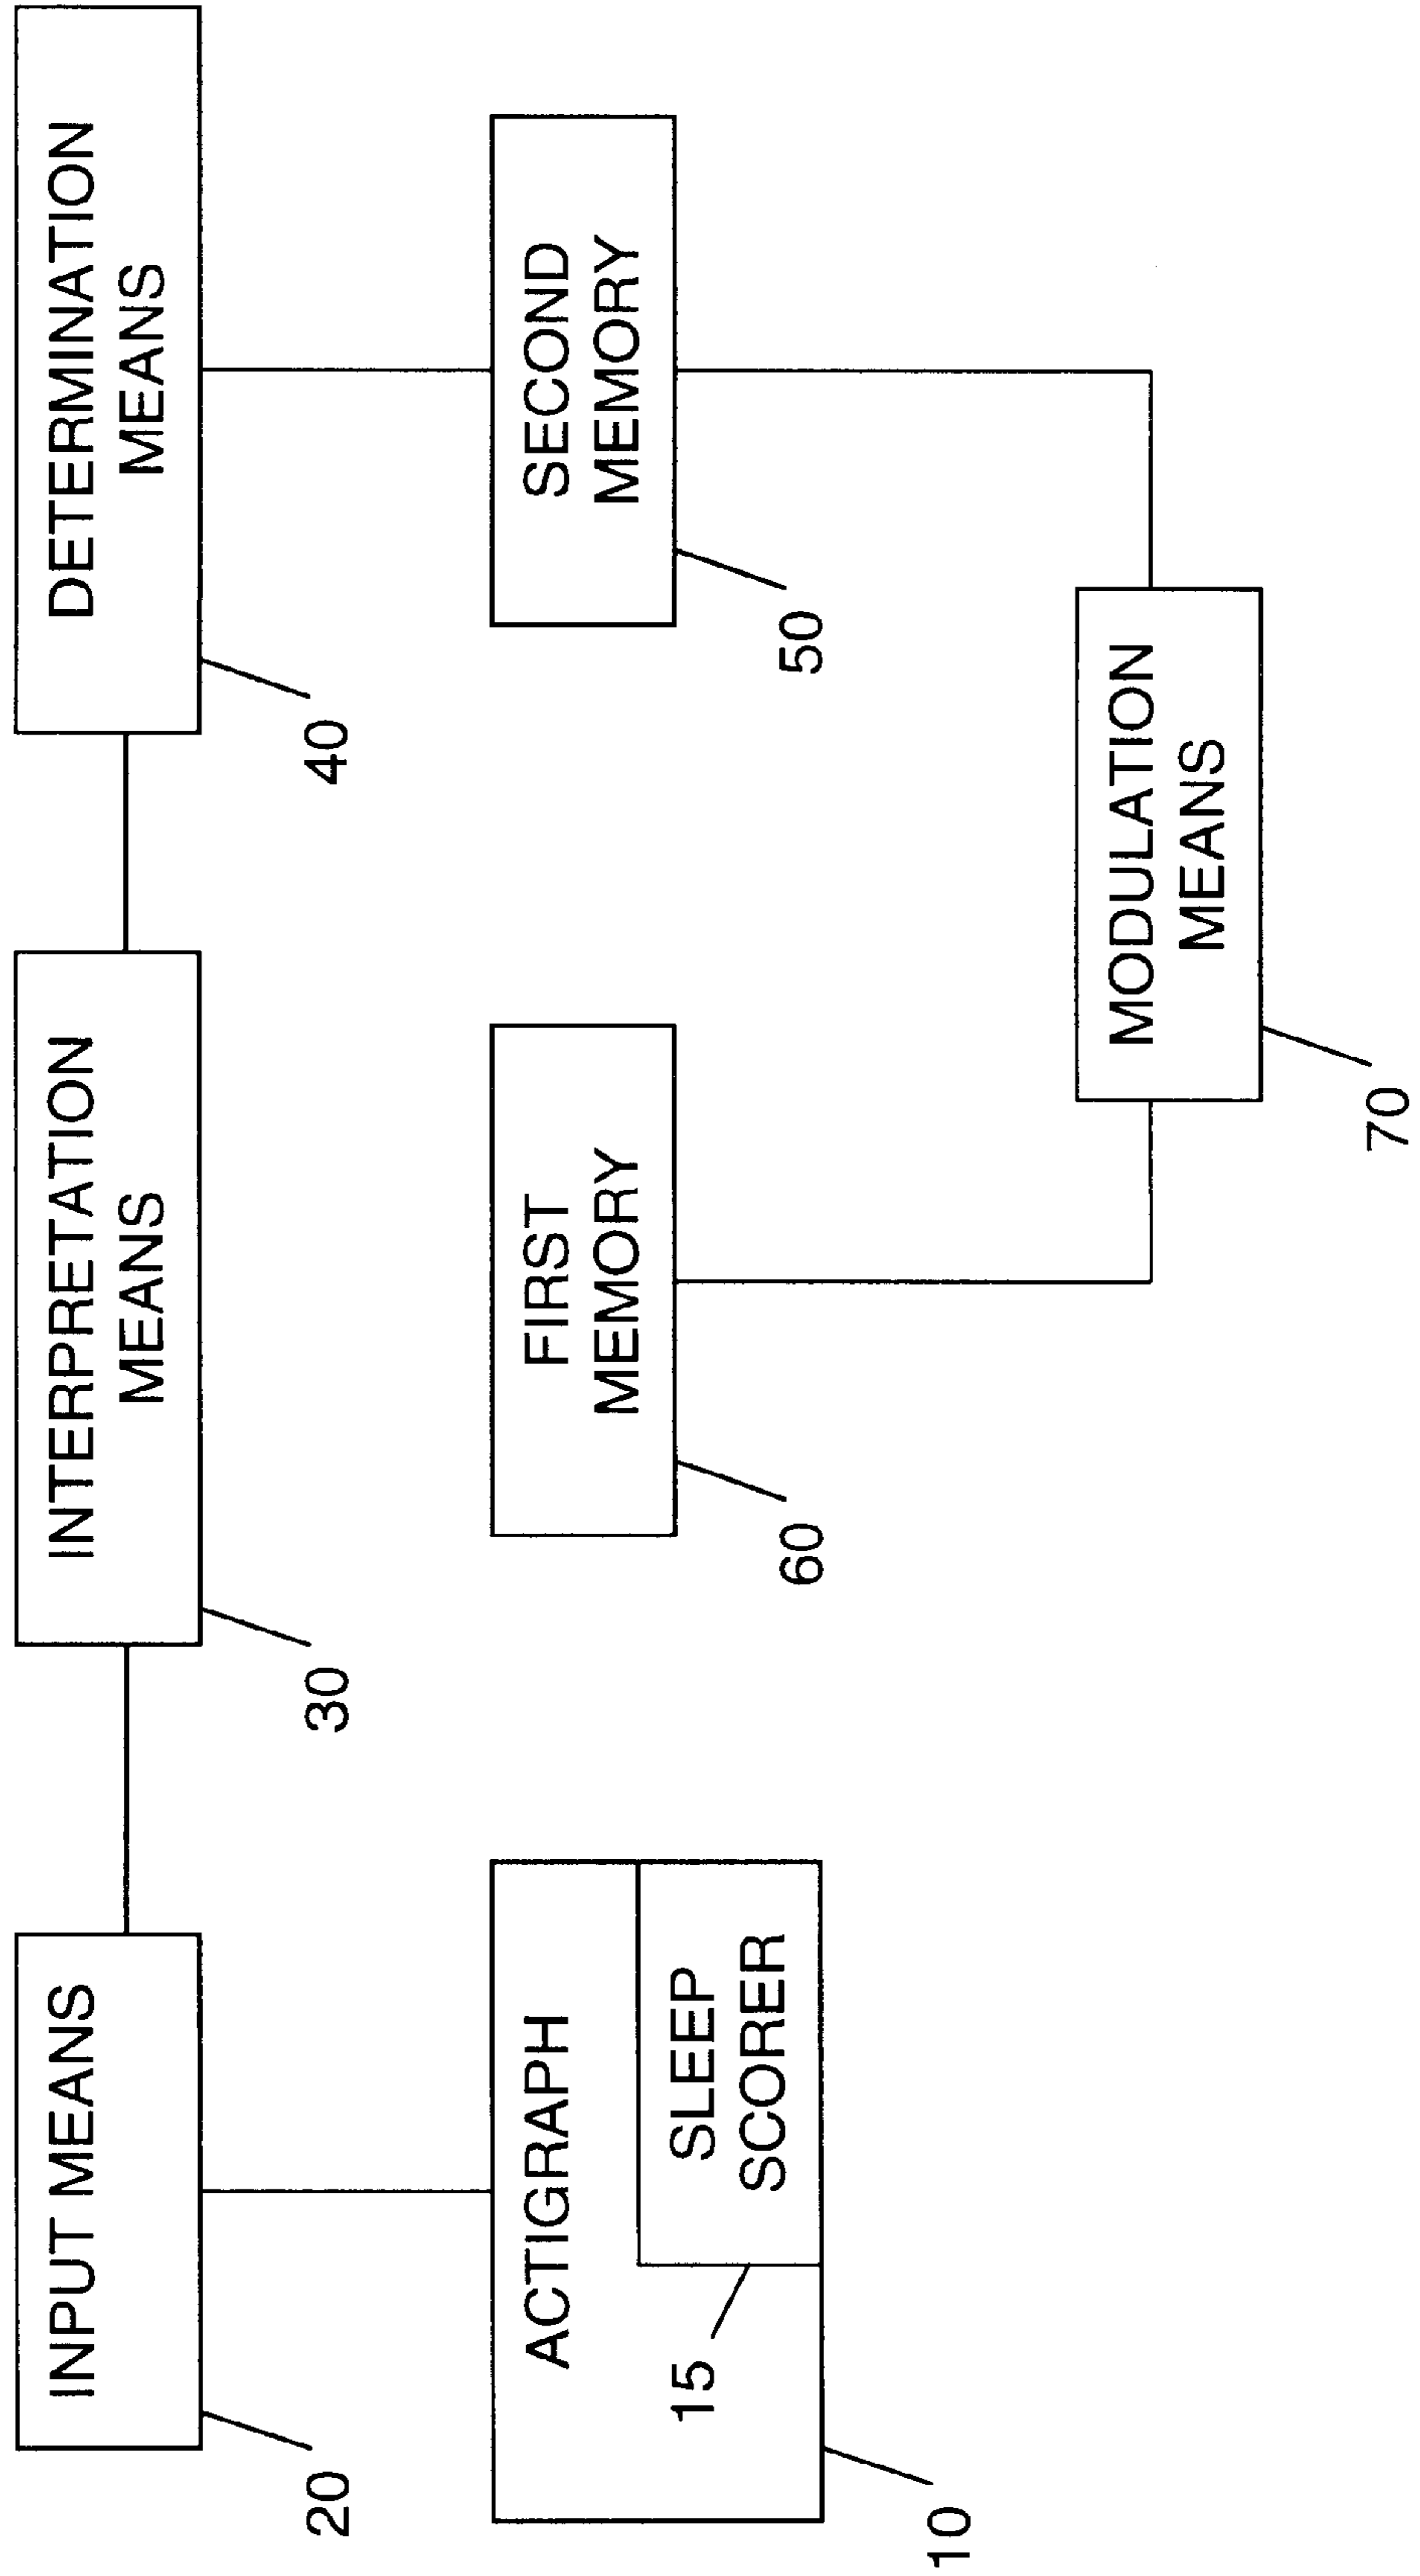 INPUT MEANS
20
INTERPRETATION
MEANS
30
DETERMINATION
MEANS
40
ACTIGRAPH
SLEEP
SCORER
15
10
FIRST
MEMORY
60
SECOND
MEMORY
50
MODULATION
MEANS
70